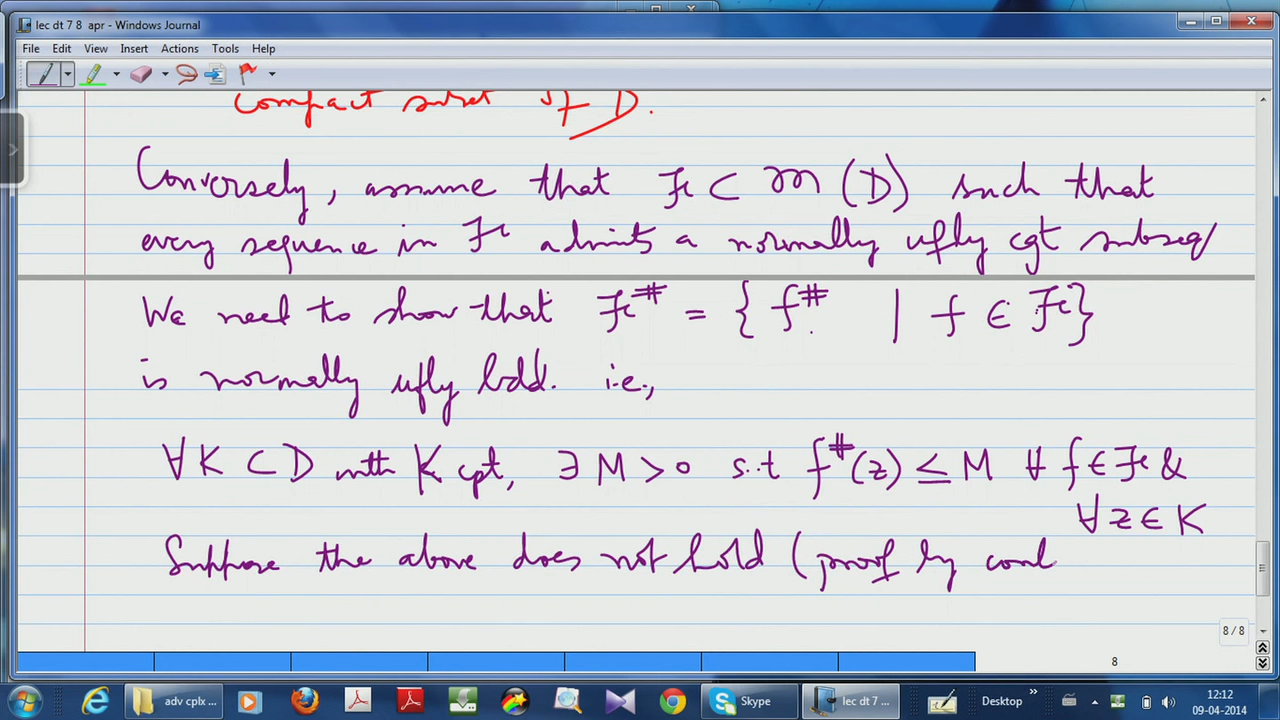 lec dt 7 8 apr - Windows Journal
File Edit View Insert Actions Tools Help
compact subset of D.
Conversely, assume that ℱ ⊂ 𝓜 (D) such that
every sequence in ℱ admits a normally ufly cgt subseq/
We need to show that ℱ# = { f# | f ∈ ℱ }
is normally ufly bdd. i.e.,
∀ K ⊂ D with K cpt, ∃ M > 0 s.t f#(z) ≤ M ∀ f ∈ ℱ &
∀ z ∈ K
Suppose the above does not hold (proof by cont
8 / 8
8
adv cplx ... Skype lec dt 7 ... Desktop » 12:12
09-04-2014